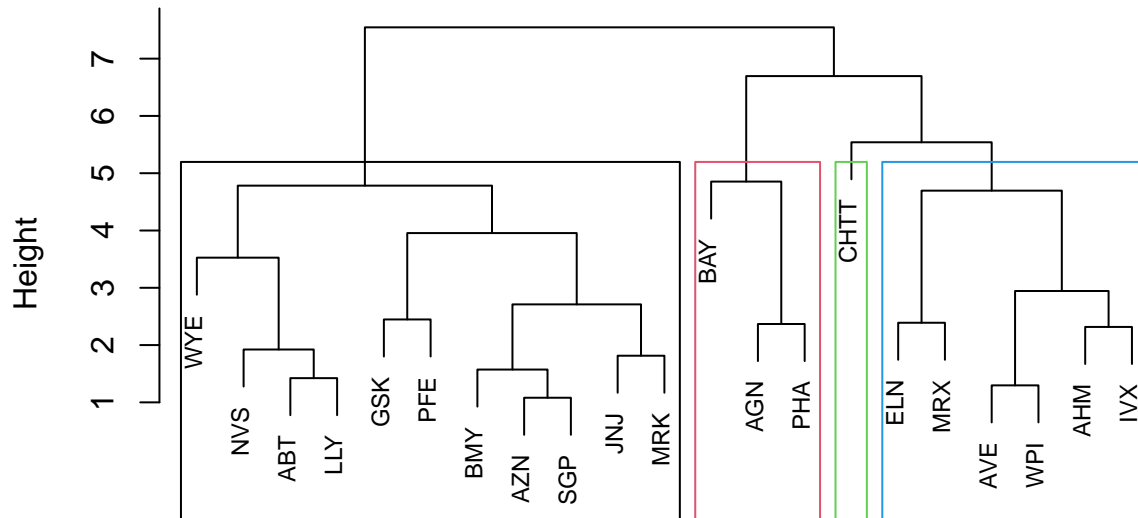 Height
7
6
5
4
3
2
1
WYE
NVS
ABT
LLY
GSK
PFE
BMY
AZN
SGP
JNJ
MRK
BAY
AGN
PHA
CHTT
ELN
MRX
AVE
WPI
AHM
IVX